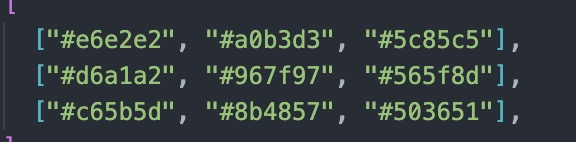 [
["#e6e2e2", "#a0b3d3", "#5c85c5"],
["#d6a1a2", "#967f97", "#565f8d"],
["#c65b5d", "#8b4857", "#503651"],
]